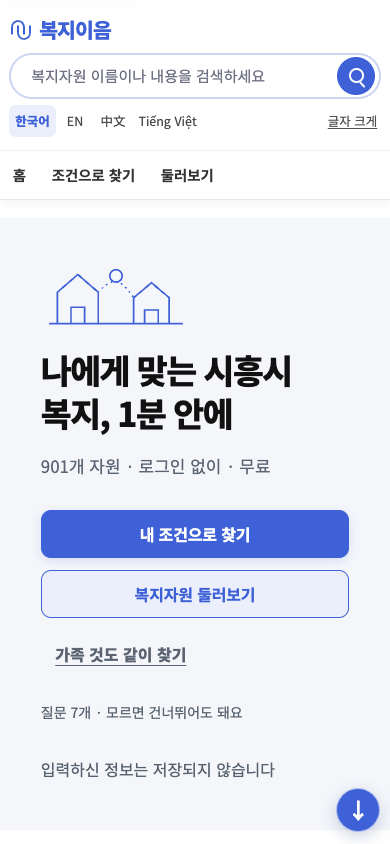 복지이음
복지자원 이름이나 내용을 검색하세요
한국어 EN 中文 Tiếng Việt 글자 크게
홈 조건으로 찾기 둘러보기
나에게 맞는 시흥시
복지, 1분 안에
901개 자원 · 로그인 없이 · 무료
내 조건으로 찾기
복지자원 둘러보기
가족 것도 같이 찾기
질문 7개 · 모르면 건너뛰어도 돼요
입력하신 정보는 저장되지 않습니다